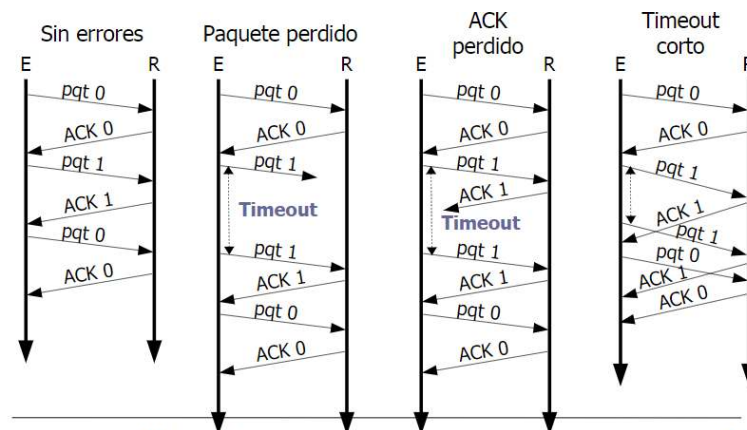 Sin errores
E R
pqt 0
ACK 0
pqt 1
ACK 1
pqt 0
ACK 0
Paquete perdido
E R
pqt 0
ACK 0
pqt 1
Timeout
pqt 1
ACK 1
pqt 0
ACK 0
ACK
perdido
E R
pqt 0
ACK 0
pqt 1
ACK 1
Timeout
pqt 1
ACK 1
pqt 0
ACK 0
Timeout
corto
E R
pqt 0
ACK 0
pqt 1
ACK 1
pqt 1
pqt 0
ACK 1
ACK 0